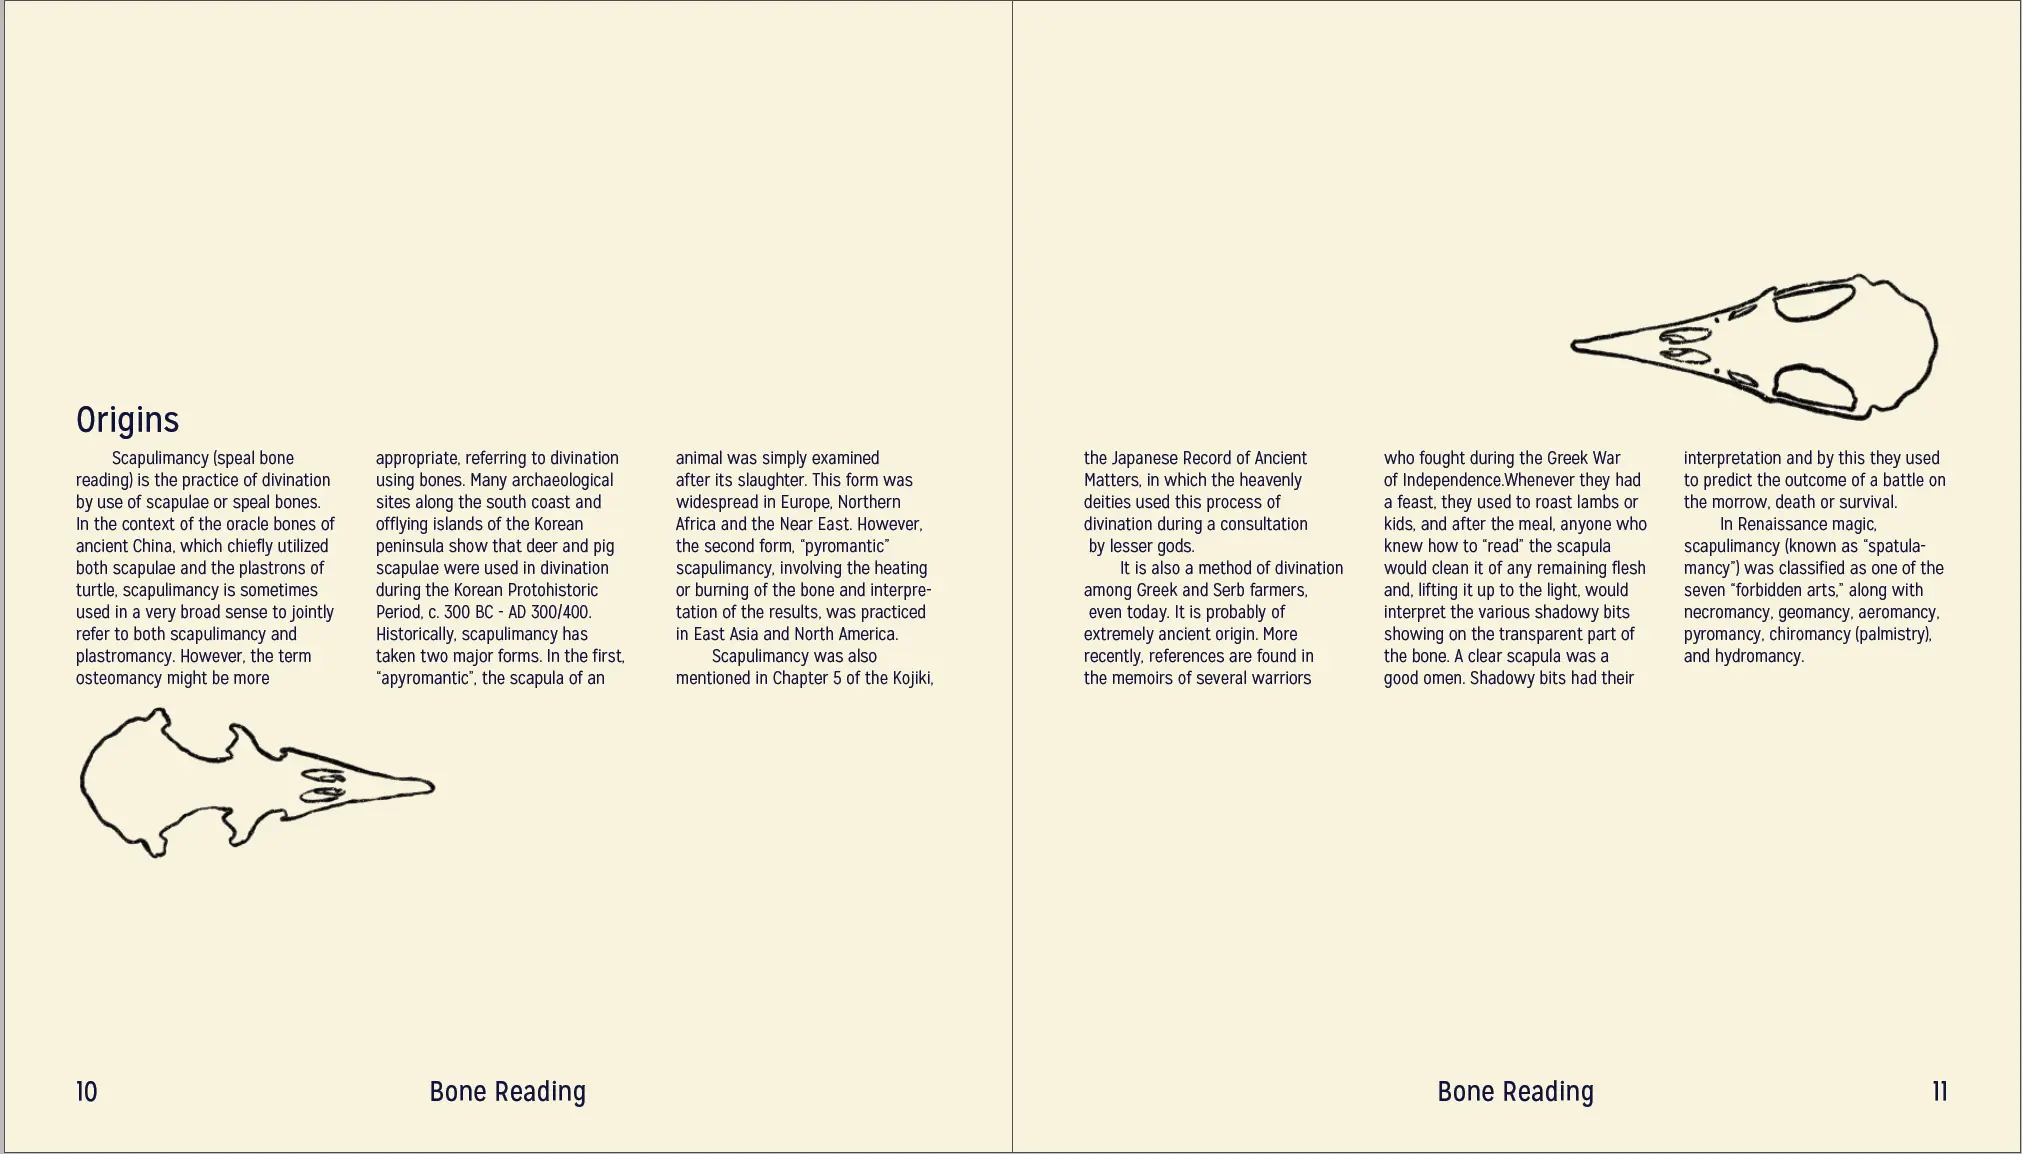 Origins
Scapulimancy (speal bone
reading) is the practice of divination
by use of scapulae or speal bones.
In the context of the oracle bones of
ancient China, which chiefly utilized
both scapulae and the plastrons of
turtle, scapulimancy is sometimes
used in a very broad sense to jointly
refer to both scapulimancy and
plastromancy. However, the term
osteomancy might be more
appropriate, referring to divination
using bones. Many archaeological
sites along the south coast and
offlying islands of the Korean
peninsula show that deer and pig
scapulae were used in divination
during the Korean Protohistoric
Period, c. 300 BC - AD 300/400.
Historically, scapulimancy has
taken two major forms. In the first,
“apyromantic”, the scapula of an
animal was simply examined
after its slaughter. This form was
widespread in Europe, Northern
Africa and the Near East. However,
the second form, “pyromantic”
scapulimancy, involving the heating
or burning of the bone and interpre-
tation of the results, was practiced
in East Asia and North America.
Scapulimancy was also
mentioned in Chapter 5 of the Kojiki,
10
Bone Reading
the Japanese Record of Ancient
Matters, in which the heavenly
deities used this process of
divination during a consultation
by lesser gods.
It is also a method of divination
among Greek and Serb farmers,
even today. It is probably of
extremely ancient origin. More
recently, references are found in
the memoirs of several warriors
who fought during the Greek War
of Independence.Whenever they had
a feast, they used to roast lambs or
kids, and after the meal, anyone who
knew how to “read” the scapula
would clean it of any remaining flesh
and, lifting it up to the light, would
interpret the various shadowy bits
showing on the transparent part of
the bone. A clear scapula was a
good omen. Shadowy bits had their
interpretation and by this they used
to predict the outcome of a battle on
the morrow, death or survival.
In Renaissance magic,
scapulimancy (known as “spatula-
mancy”) was classified as one of the
seven “forbidden arts,” along with
necromancy, geomancy, aeromancy,
pyromancy, chiromancy (palmistry),
and hydromancy.
Bone Reading
11